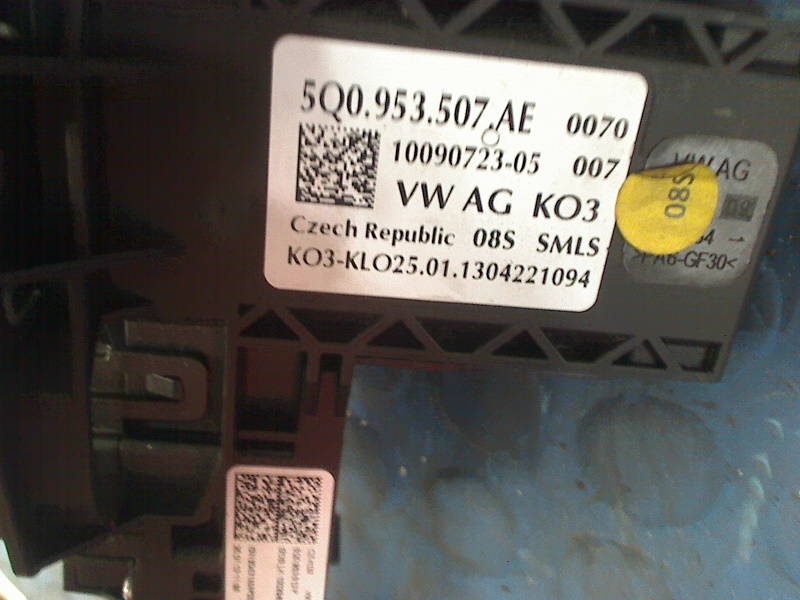 5Q0.953.507.AE 0070
10090723-05 007
VW AG KO3
Czech Republic 08S SMLS
KO3-KLO25.01.1304221094
VW AG
08S
>PA6-GF30<